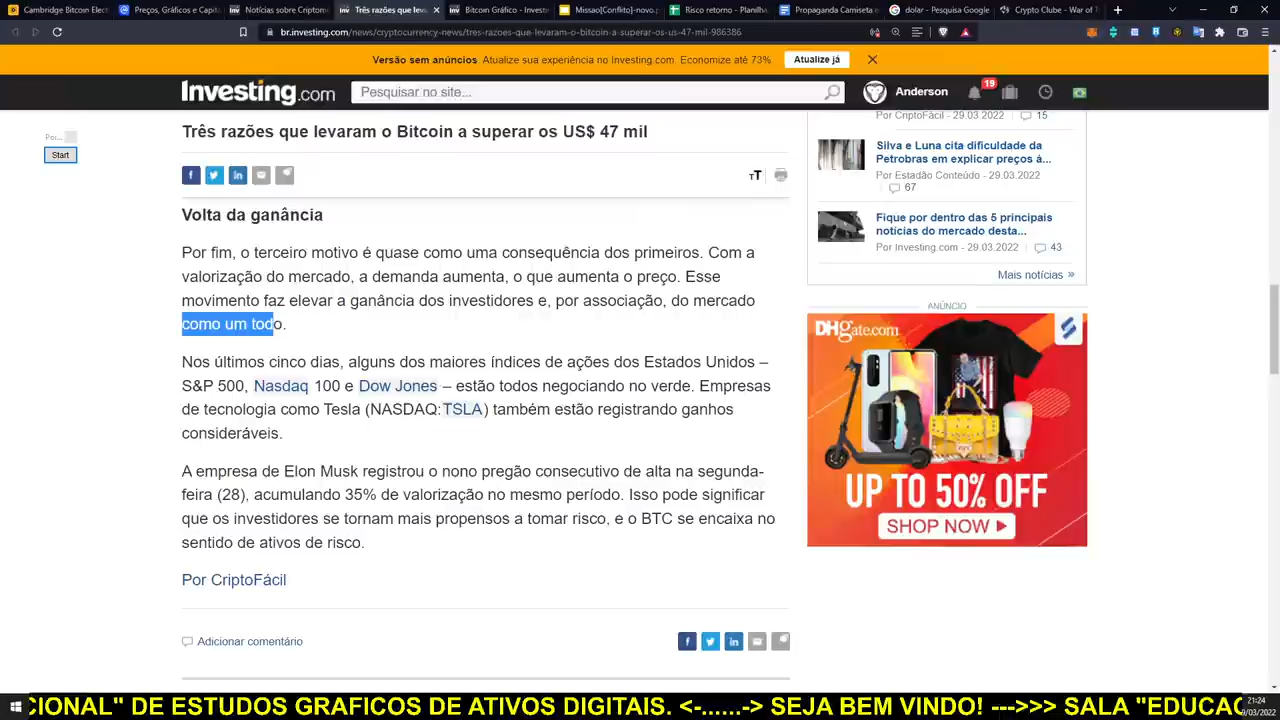 Cambridge Bitcoin Elect
Preços, Gráficos e Capita
Notícias sobre Criptomo
Três razões que leva
Bitcoin Gráfico - Investi
Missao[Conflito]-novo.p
Risco retorno - Planilha
Propaganda Camiseta e
dolar - Pesquisa Google
Crypto Clube - War of T
br.investing.com/news/cryptocurrency-news/tres-razoes-que-levaram-o-bitcoin-a-superar-os-us-47-mil-986386
Versão sem anúncios Atualize sua experiência no Investing.com. Economize até 73% Atualize já
Investing.com
Pesquisar no site...
Anderson
19
Start
Três razões que levaram o Bitcoin a superar os US$ 47 mil
Volta da ganância
Por fim, o terceiro motivo é quase como uma consequência dos primeiros. Com a
valorização do mercado, a demanda aumenta, o que aumenta o preço. Esse
movimento faz elevar a ganância dos investidores e, por associação, do mercado
como um todo.
Nos últimos cinco dias, alguns dos maiores índices de ações dos Estados Unidos –
S&P 500, Nasdaq 100 e Dow Jones – estão todos negociando no verde. Empresas
de tecnologia como Tesla (NASDAQ:TSLA) também estão registrando ganhos
consideráveis.
A empresa de Elon Musk registrou o nono pregão consecutivo de alta na segunda-
feira (28), acumulando 35% de valorização no mesmo período. Isso pode significar
que os investidores se tornam mais propensos a tomar risco, e o BTC se encaixa no
sentido de ativos de risco.
Por CriptoFácil
Adicionar comentário
Por CriptoFácil - 29.03.2022 15
Silva e Luna cita dificuldade da
Petrobras em explicar preços à...
Por Estadão Conteúdo - 29.03.2022
67
Fique por dentro das 5 principais
notícias do mercado desta...
Por Investing.com - 29.03.2022 43
Mais notícias »
ANÚNCIO
DHgate.com
UP TO 50% OFF
SHOP NOW
CIONAL" DE ESTUDOS GRAFICOS DE ATIVOS DIGITAIS. <-......-> SEJA BEM VINDO! --->>> SALA "EDUCAC
21:24
9/03/2022